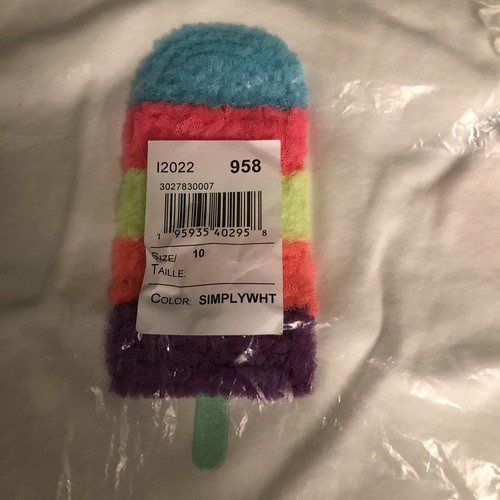 I2022 958
3027830007
1 95935 40295 8
SIZE/ 10
TAILLE:
COLOR: SIMPLYWHT